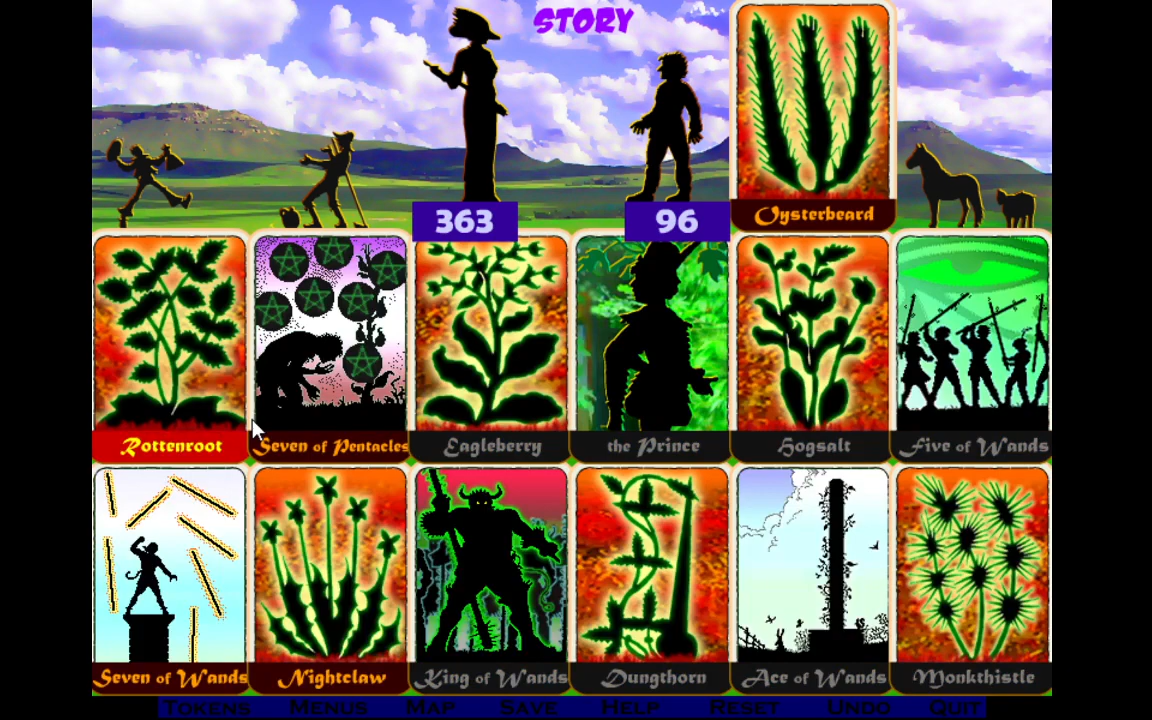 STORY
Oysterbeard
363
96
Rottenroot
Seven of Pentacles
Eagleberry
the Prince
Hogsalt
Five of Wands
Seven of Wands
Nightclaw
King of Wands
Dungthorn
Ace of Wands
Monkthistle
TOKENS MENUS MAP SAVE HELP RESET UNDO QUIT